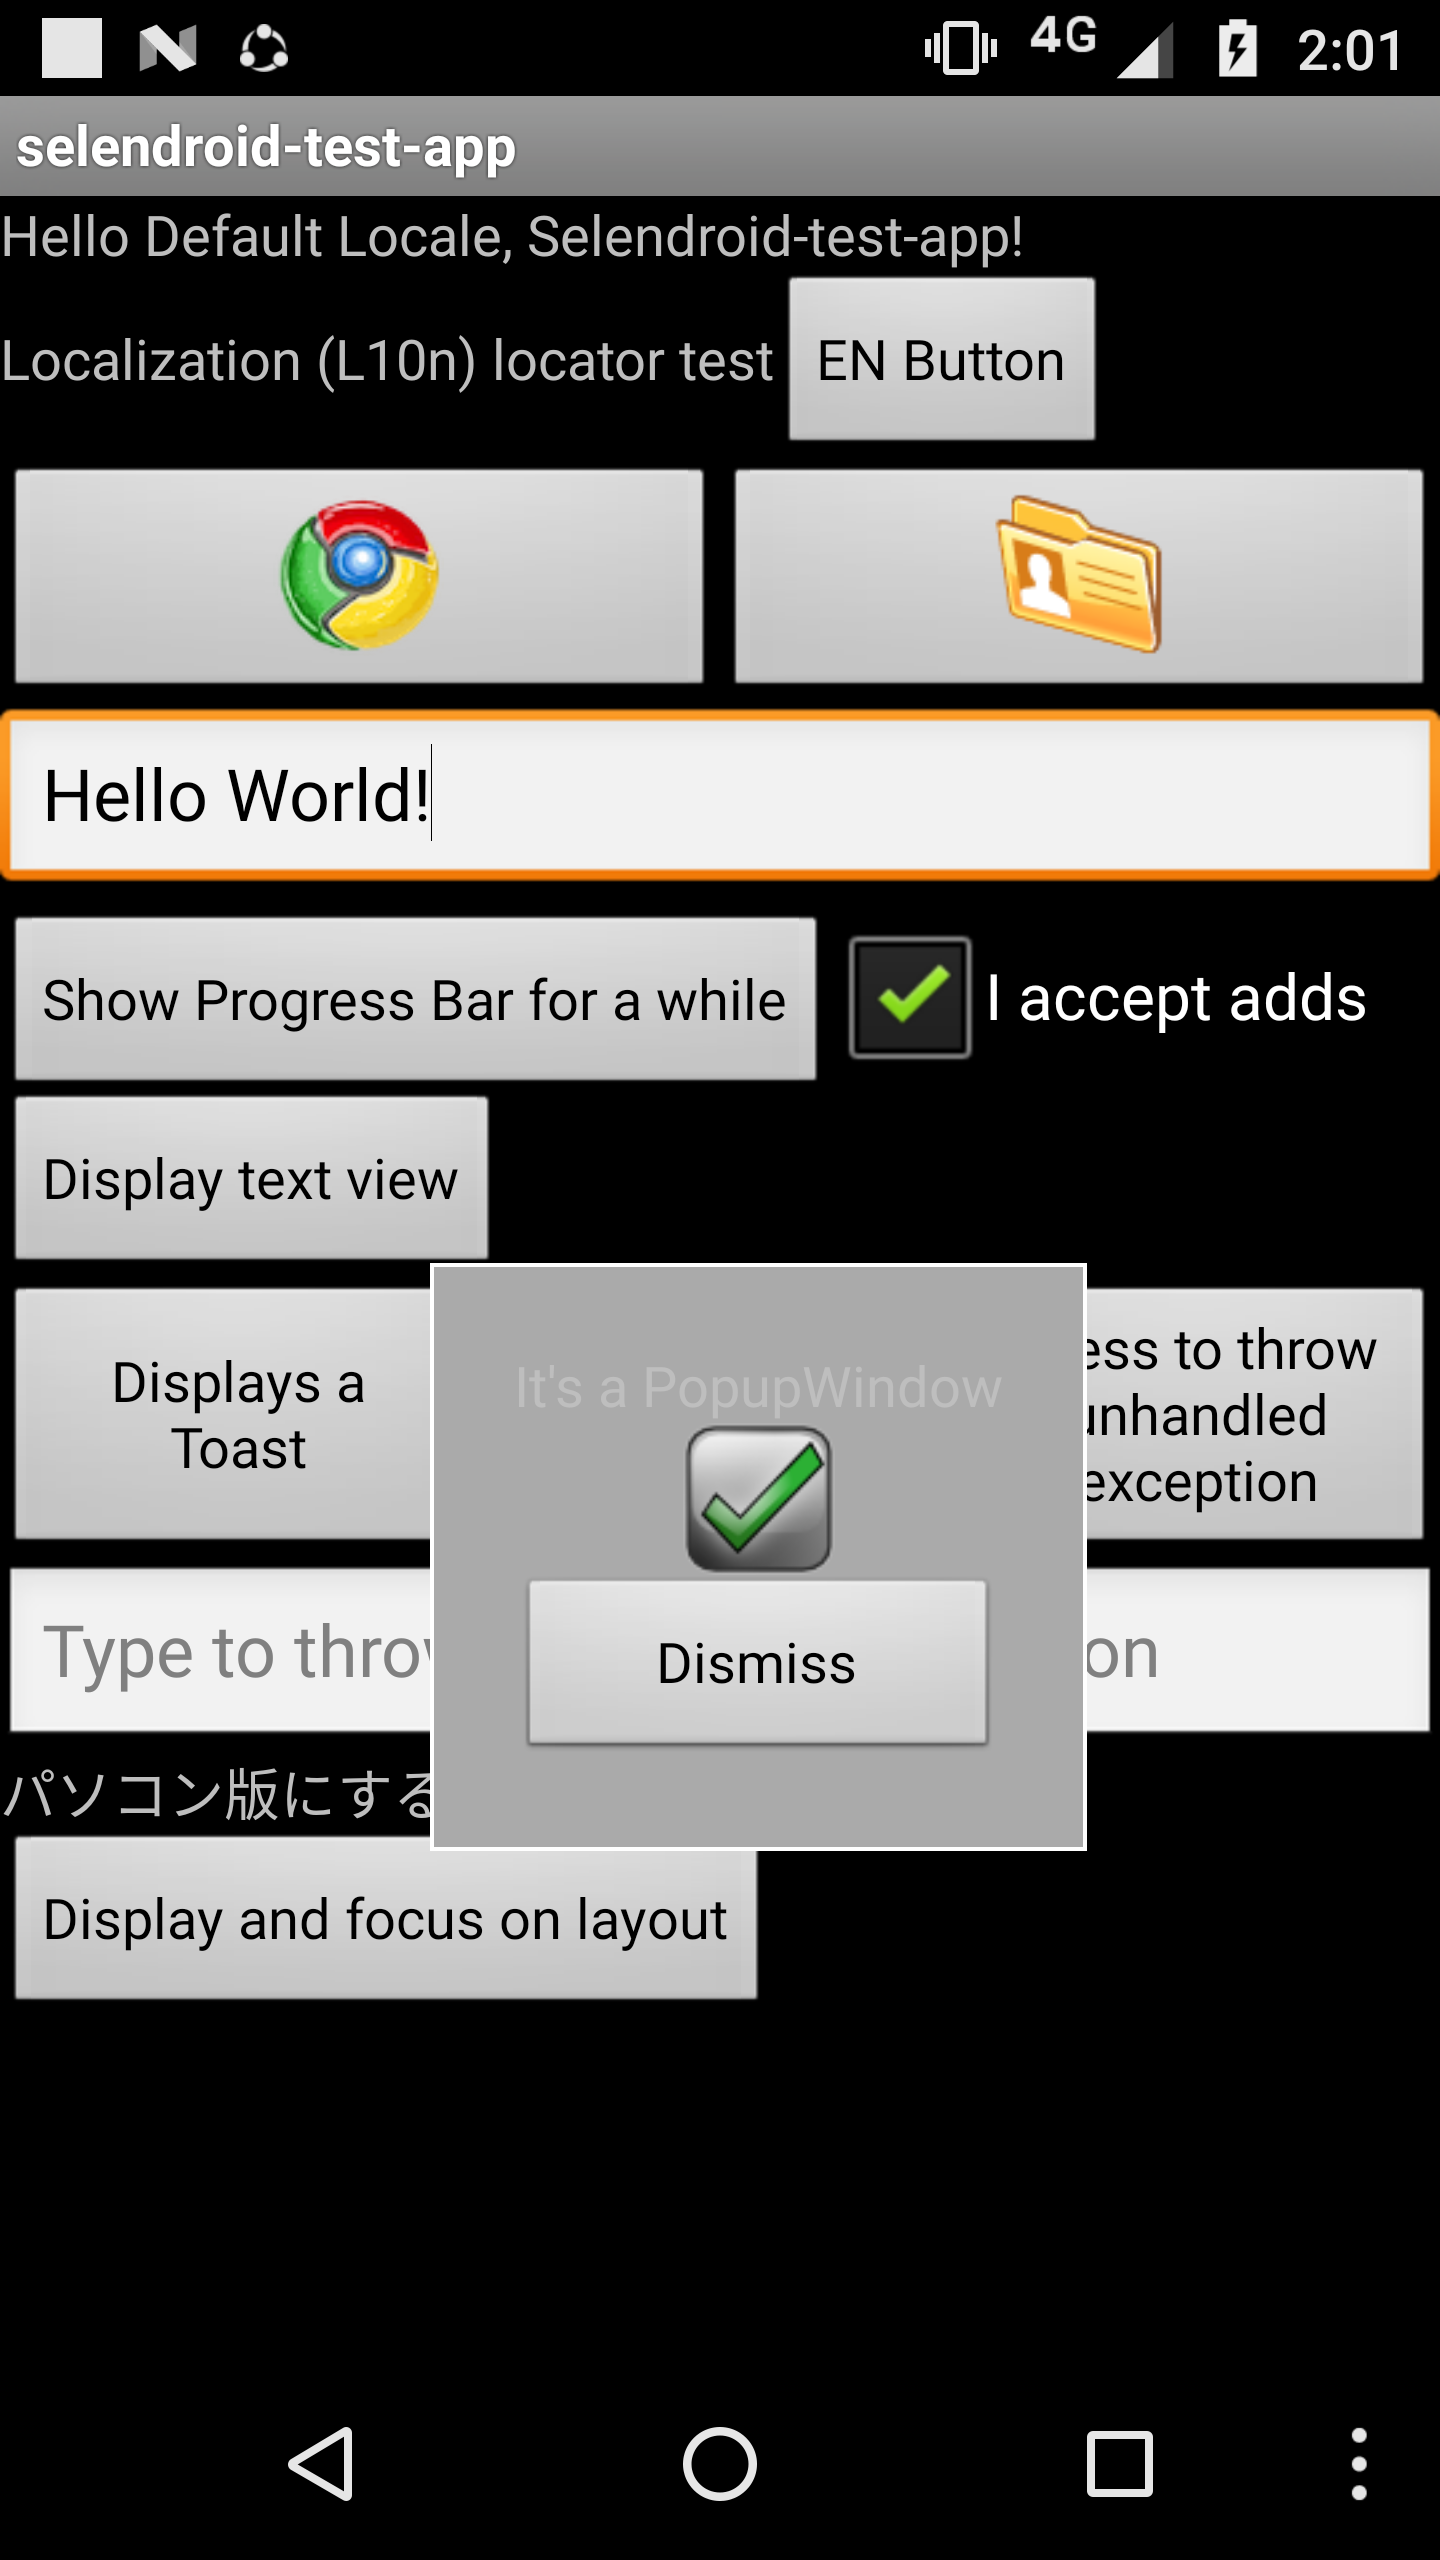 4G 2:01
selendroid-test-app
Hello Default Locale, Selendroid-test-app!
Localization (L10n) locator test EN Button
Hello World!
Show Progress Bar for a while I accept adds
Display text view
Displays a
Toast
It's a PopupWindow
Dismiss
ess to throw
unhandled
exception
Type to throw
on
パソコン版にする
Display and focus on layout